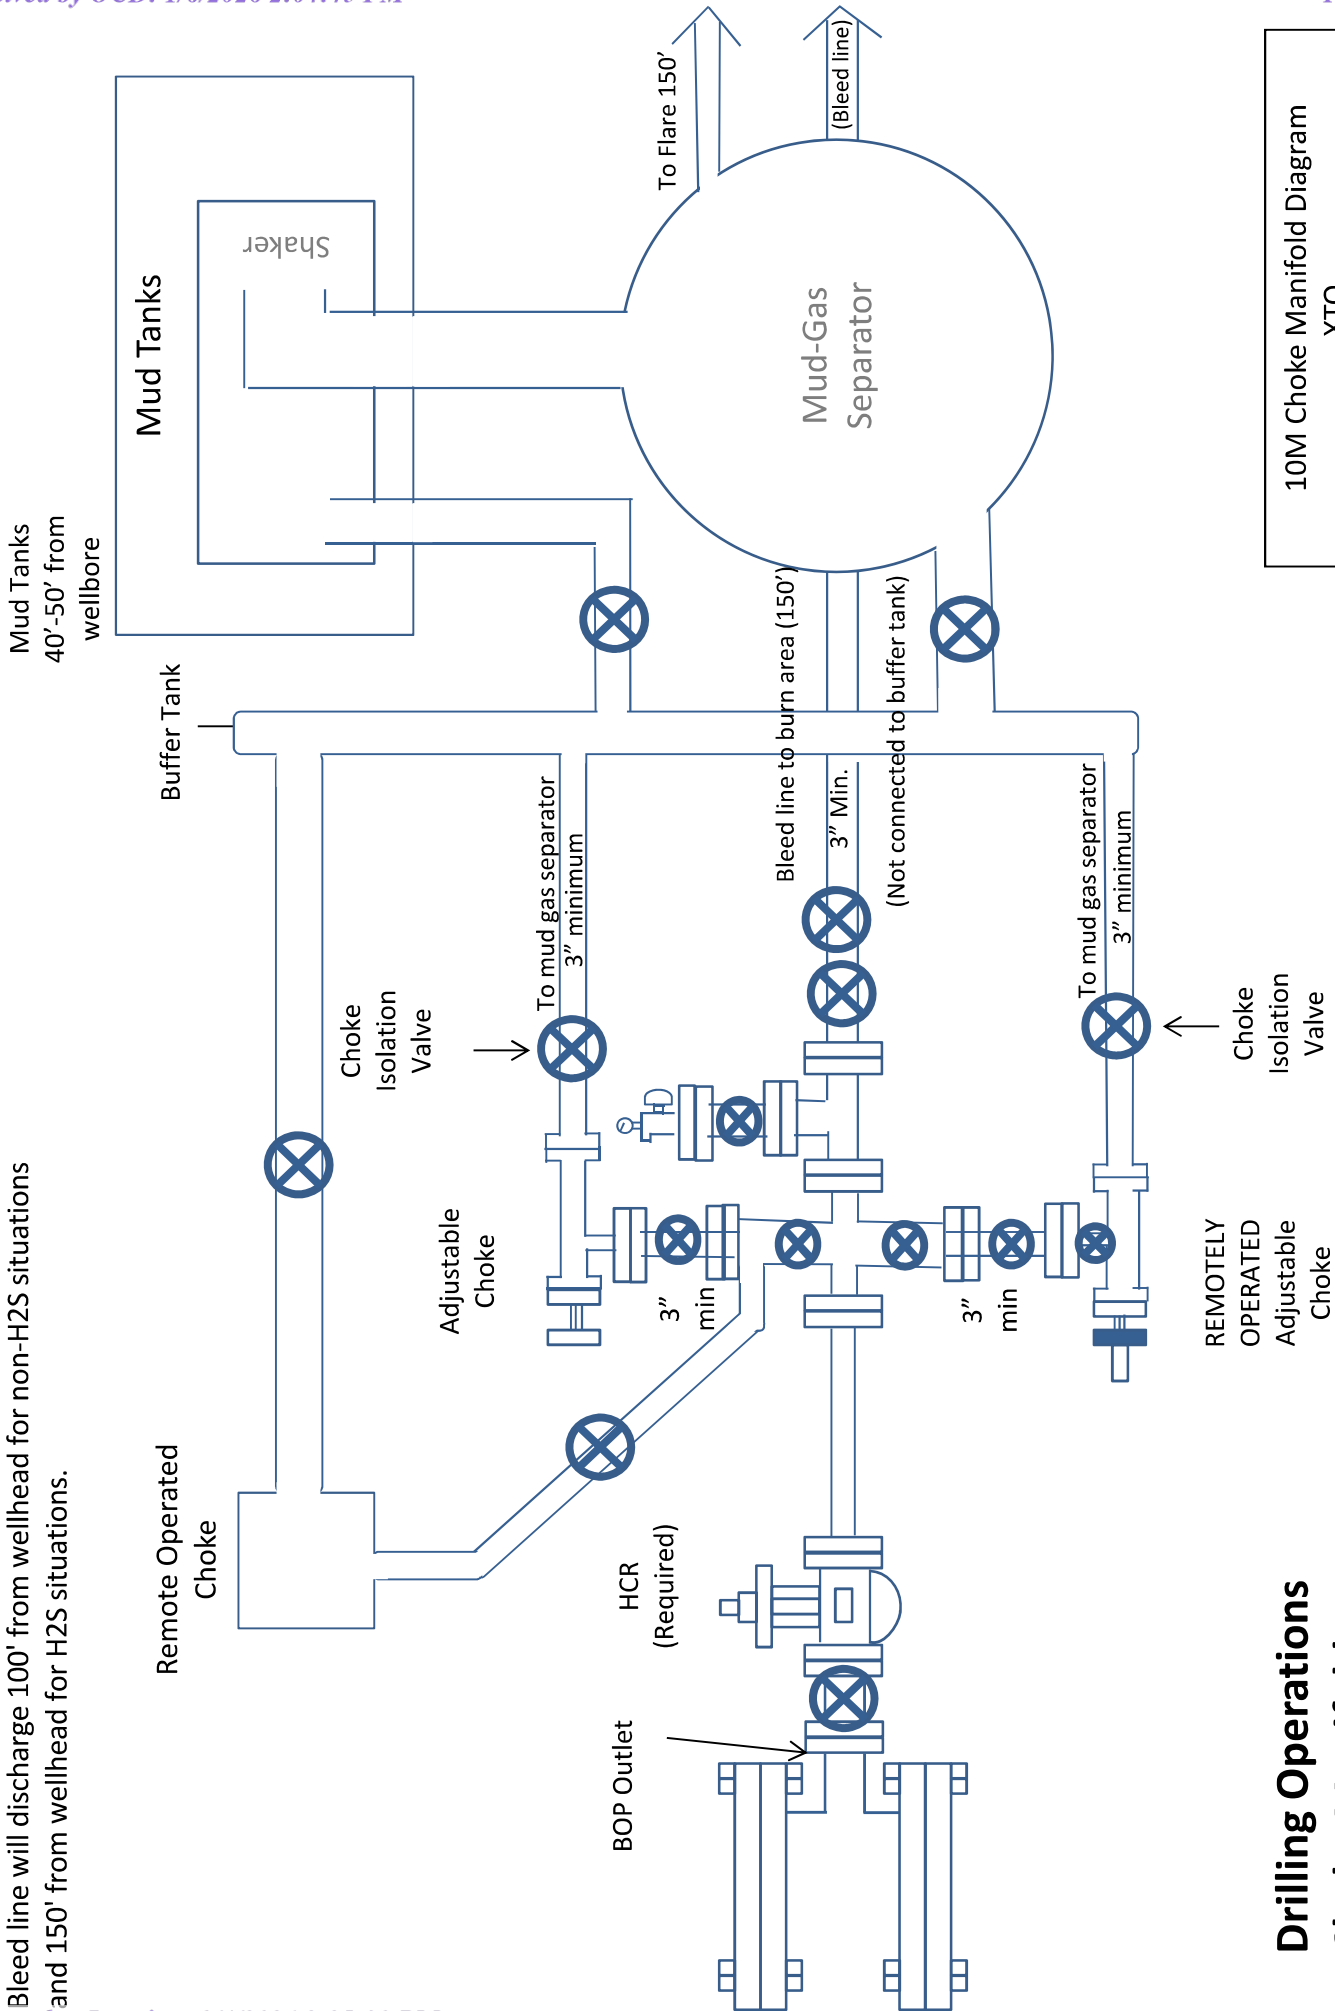 Bleed line will discharge 100' from wellhead for non-H2S situations
and 150' from wellhead for H2S situations.
Mud Tanks
40’-50’ from
wellbore
Mud Tanks
Shaker
Buffer Tank
Remote Operated
Choke
To Flare 150’
(Bleed line)
Mud-Gas
Separator
Choke
Isolation
Valve
To mud gas separator
3” minimum
Adjustable
Choke
3”
min
Bleed line to burn area (150’)
3” Min.
(Not connected to buffer tank)
3”
min
To mud gas separator
3” minimum
Choke
Isolation
Valve
REMOTELY
OPERATED
Adjustable
Choke
HCR
(Required)
BOP Outlet
10M Choke Manifold Diagram
XTO
Drilling Operations